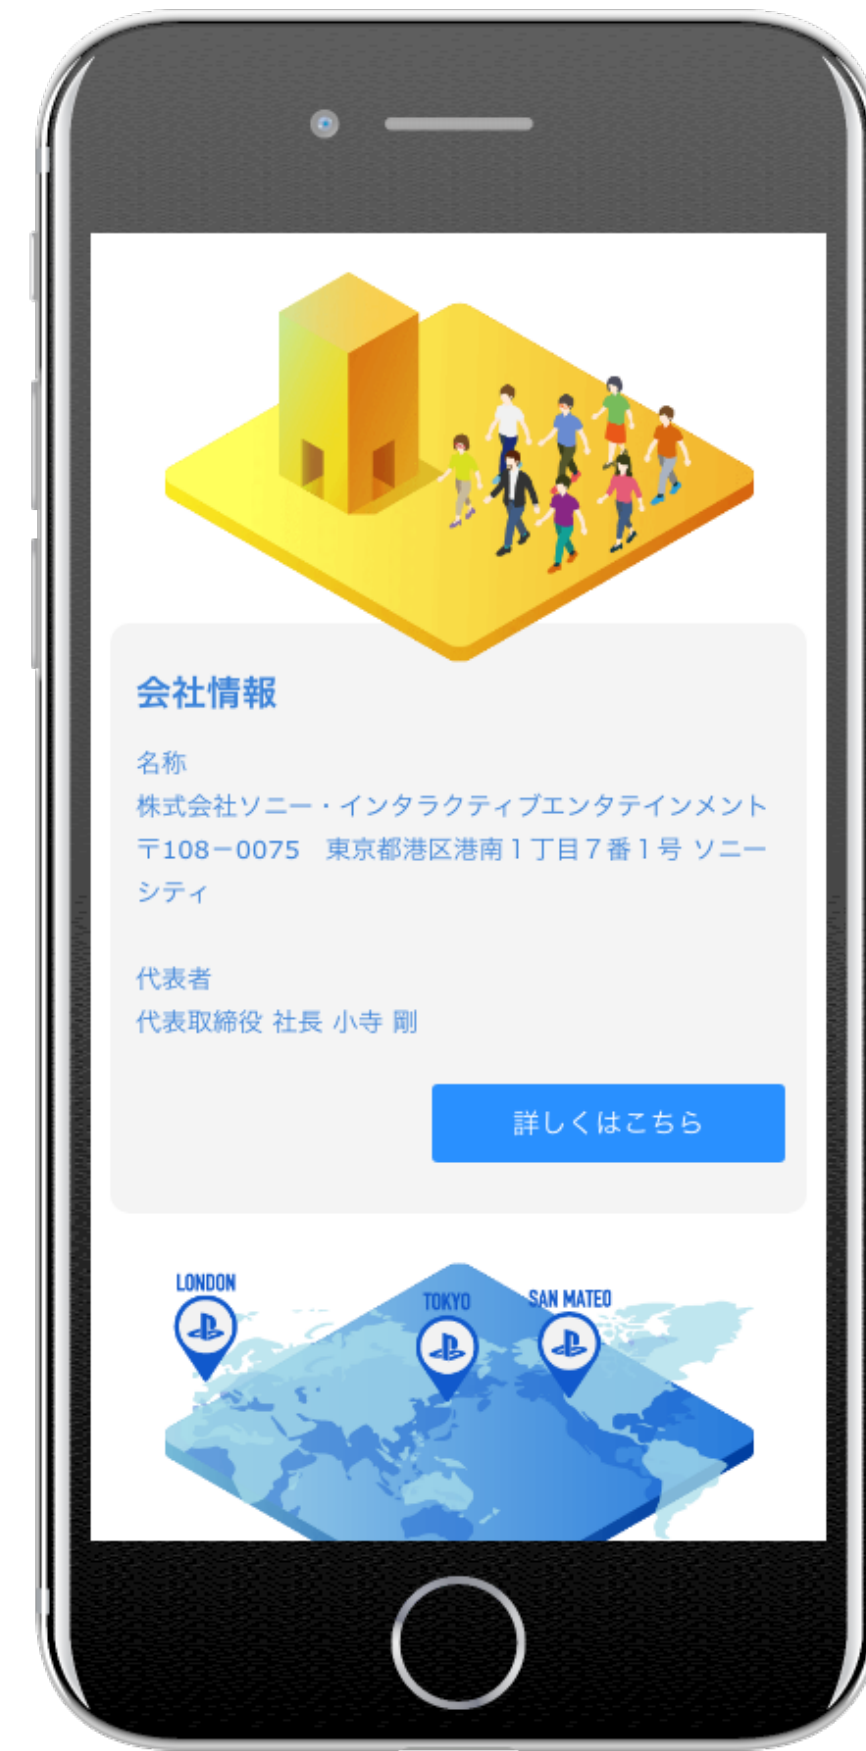 会社情報
名称
株式会社ソニー・インタラクティブエンタテインメント
〒108－0075　東京都港区港南１丁目７番１号 ソニー
シティ
代表者
代表取締役 社長 小寺 剛
詳しくはこちら
LONDON
TOKYO
SAN MATEO